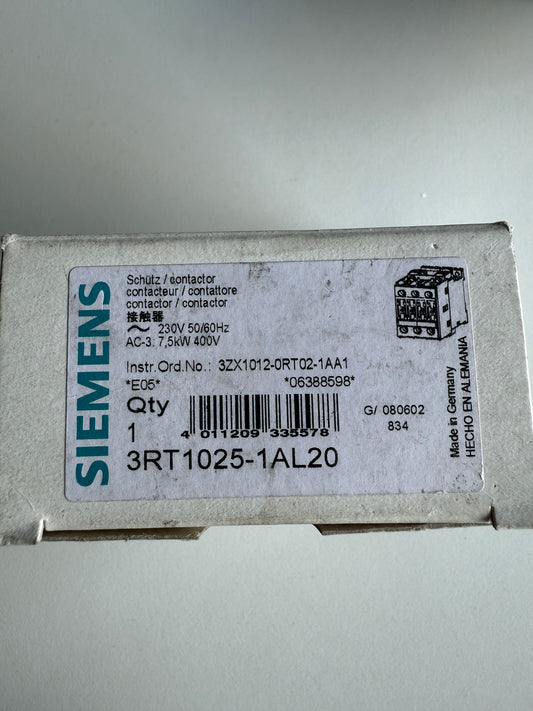 SIEMENS
Schütz / contactor
contacteur / contattore
contactor / contactor
接触器
~ 230V 50/60Hz
AC-3: 7,5kW 400V
Instr.Ord.No.: 3ZX1012-0RT02-1AA1
*E05* *06388598*
Qty
1
4 011209 335578
G/ 080602
834
3RT1025-1AL20
Made in Germany
HECHO EN ALEMANIA